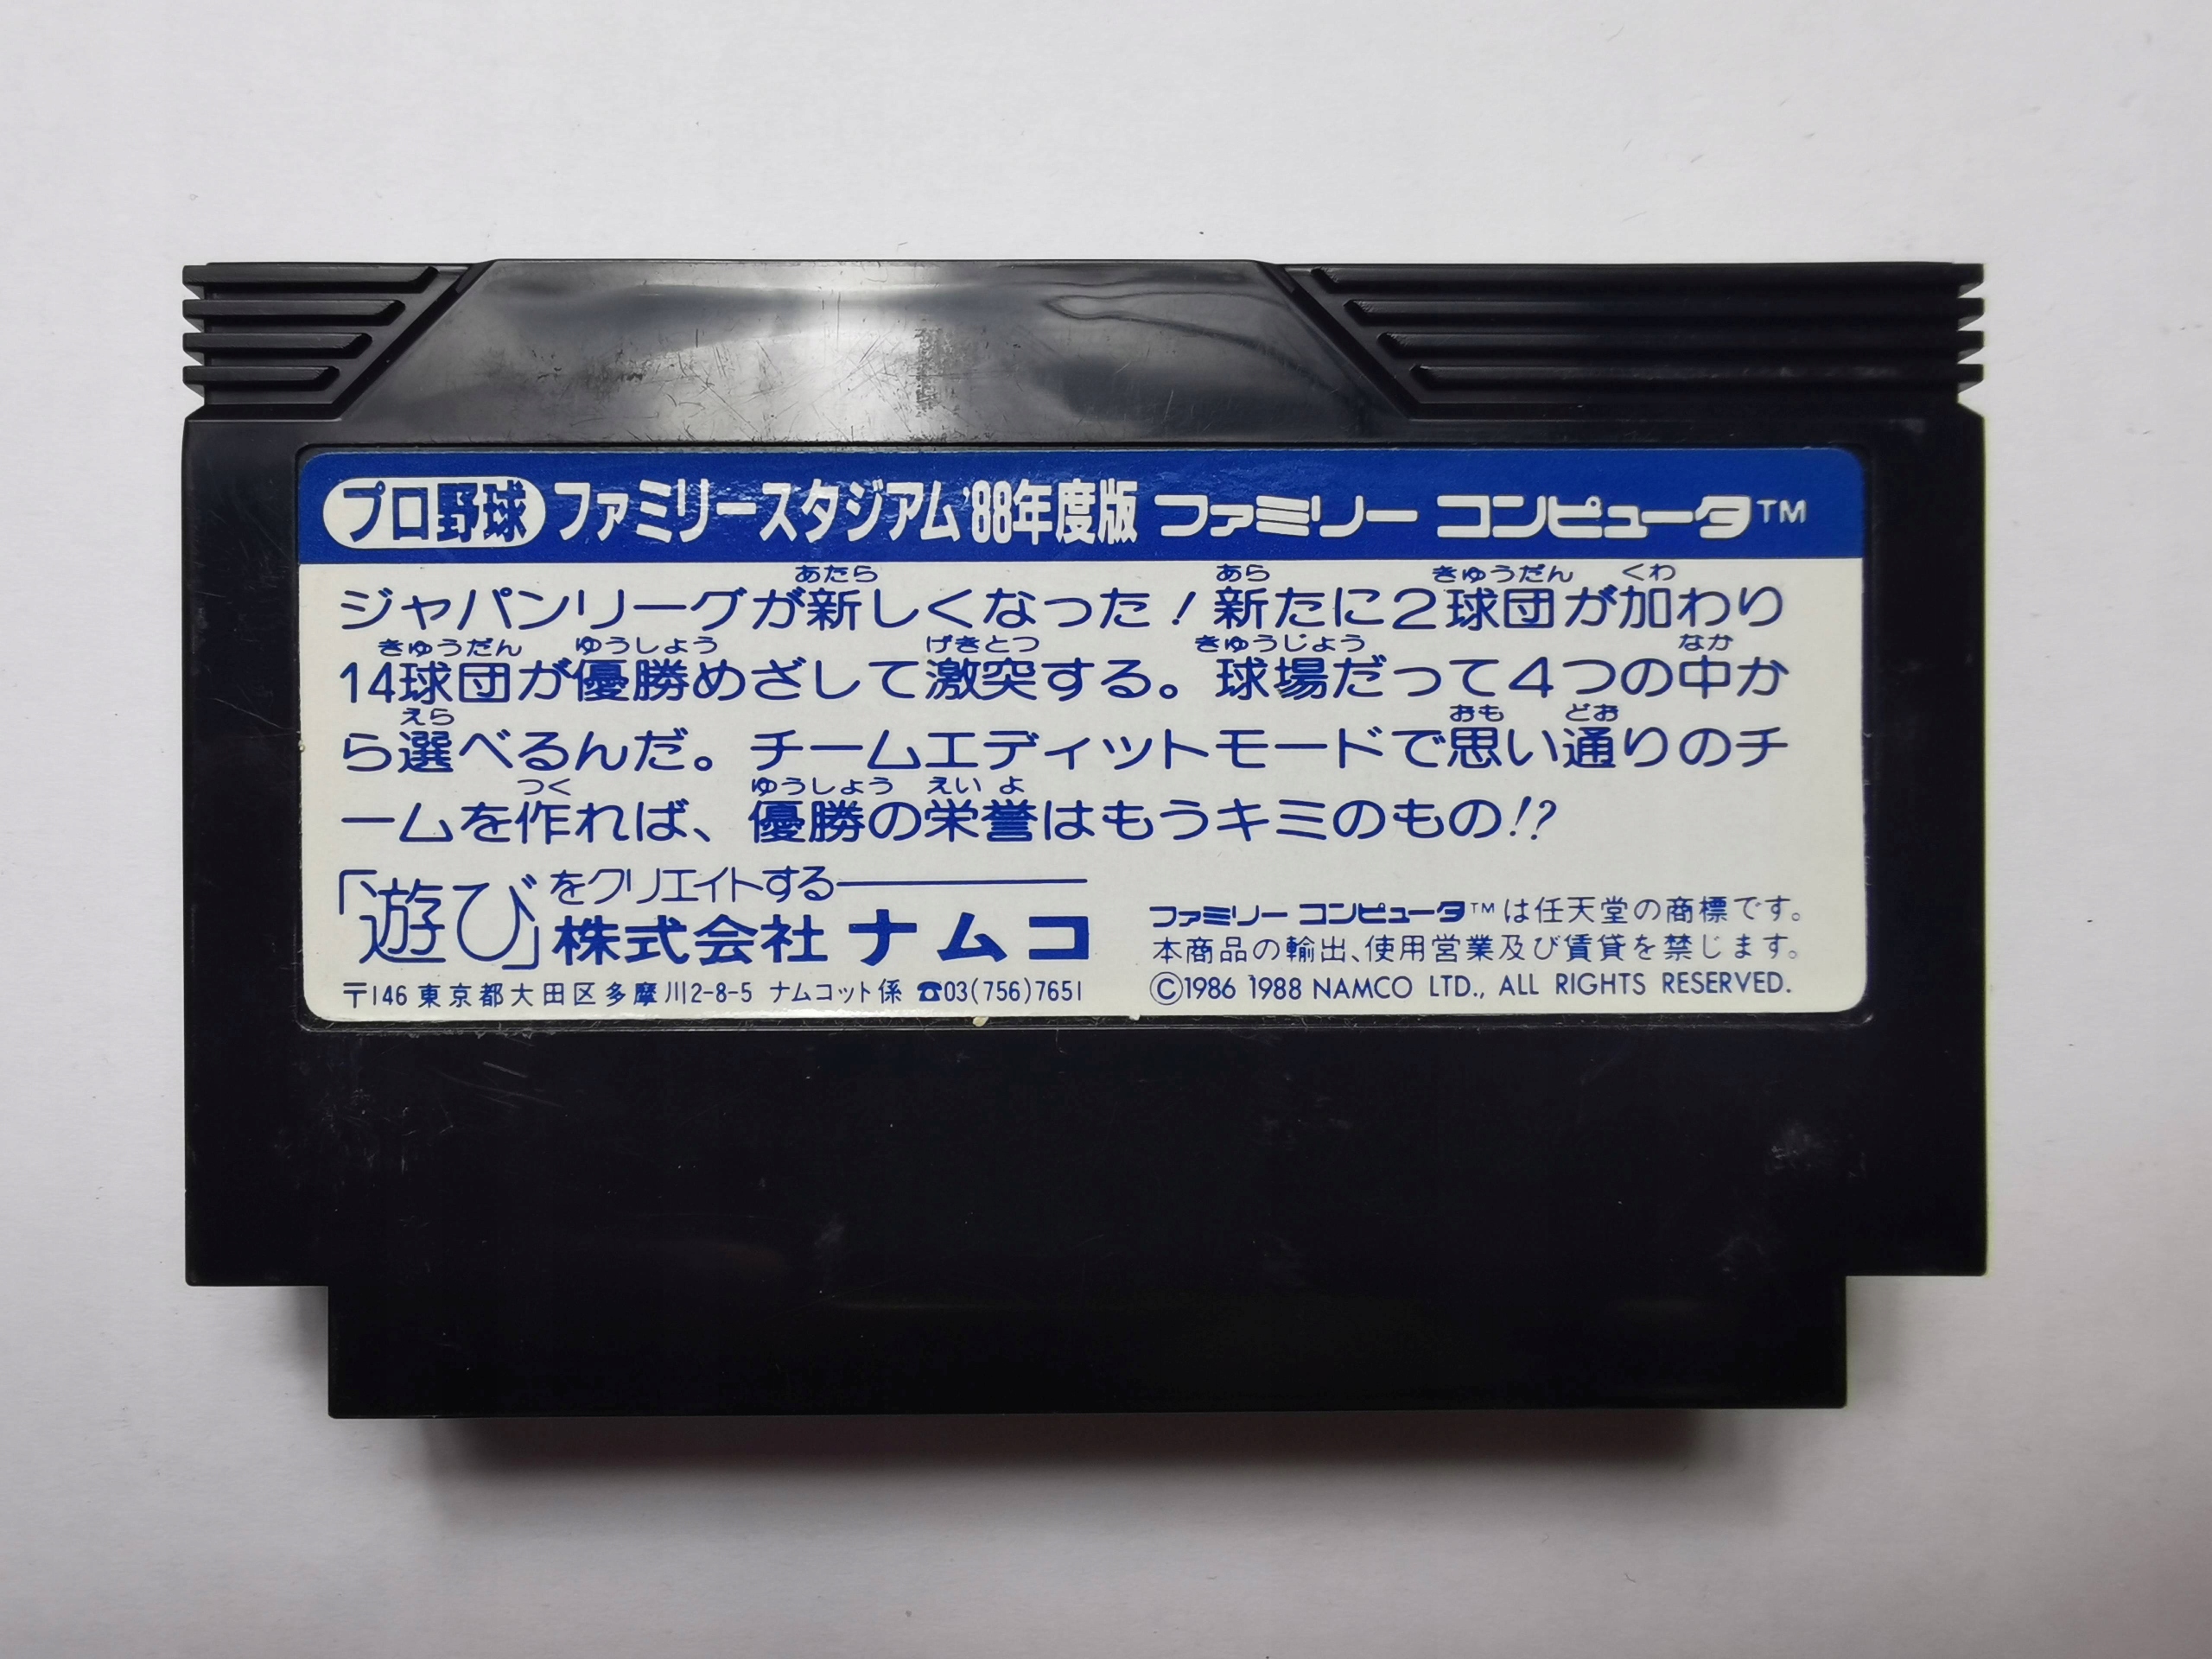 プロ野球 ファミリースタジアム'88年度版 ファミリー コンピュータ™
あたら あら きゅうだん くわ
ジャパンリーグが新しくなった！新たに2球団が加わり
きゅうだん ゆうしょう げきとつ きゅうじょう なか
14球団が優勝めざして激突する。球場だって4つの中か
えら おも どお
ら選べるんだ。チームエディットモードで思い通りのチ
つく ゆうしょう えい よ
ームを作れば、優勝の栄誉はもうキミのもの!?
「遊び」をクリエイトする──
株式会社 ナムコ
〒146 東京都大田区多摩川2-8-5 ナムコット係 ☎03(756)7651
ファミリー コンピュータ™は任天堂の商標です。
本商品の輸出、使用営業及び賃貸を禁じます。
©1986 1988 NAMCO LTD., ALL RIGHTS RESERVED.